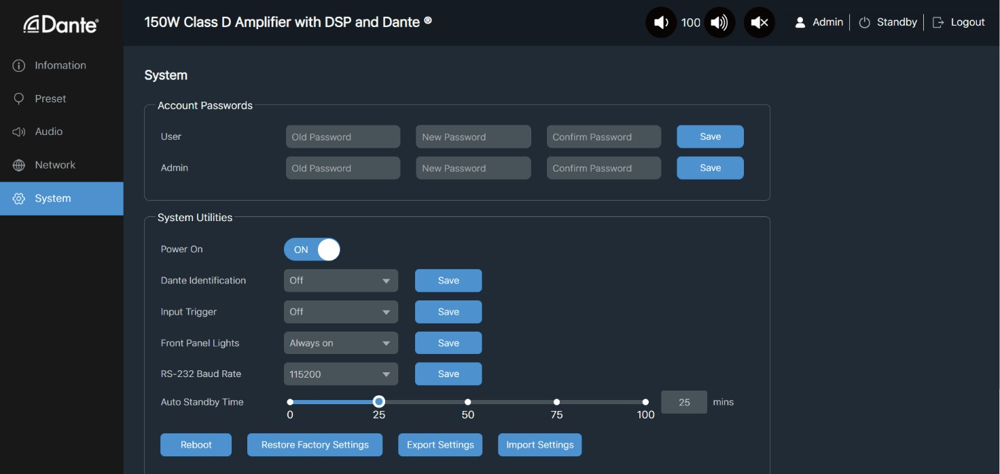 Dante®
150W Class D Amplifier with DSP and Dante ®
100
Admin
Standby
Logout
Infomation
Preset
Audio
Network
System
System
Account Passwords
User Old Password New Password Confirm Password Save
Admin Old Password New Password Confirm Password Save
System Utilities
Power On ON
Dante Identification Off Save
Input Trigger Off Save
Front Panel Lights Always on Save
RS-232 Baud Rate 115200 Save
Auto Standby Time 25 mins
0 25 50 75 100
Reboot Restore Factory Settings Export Settings Import Settings